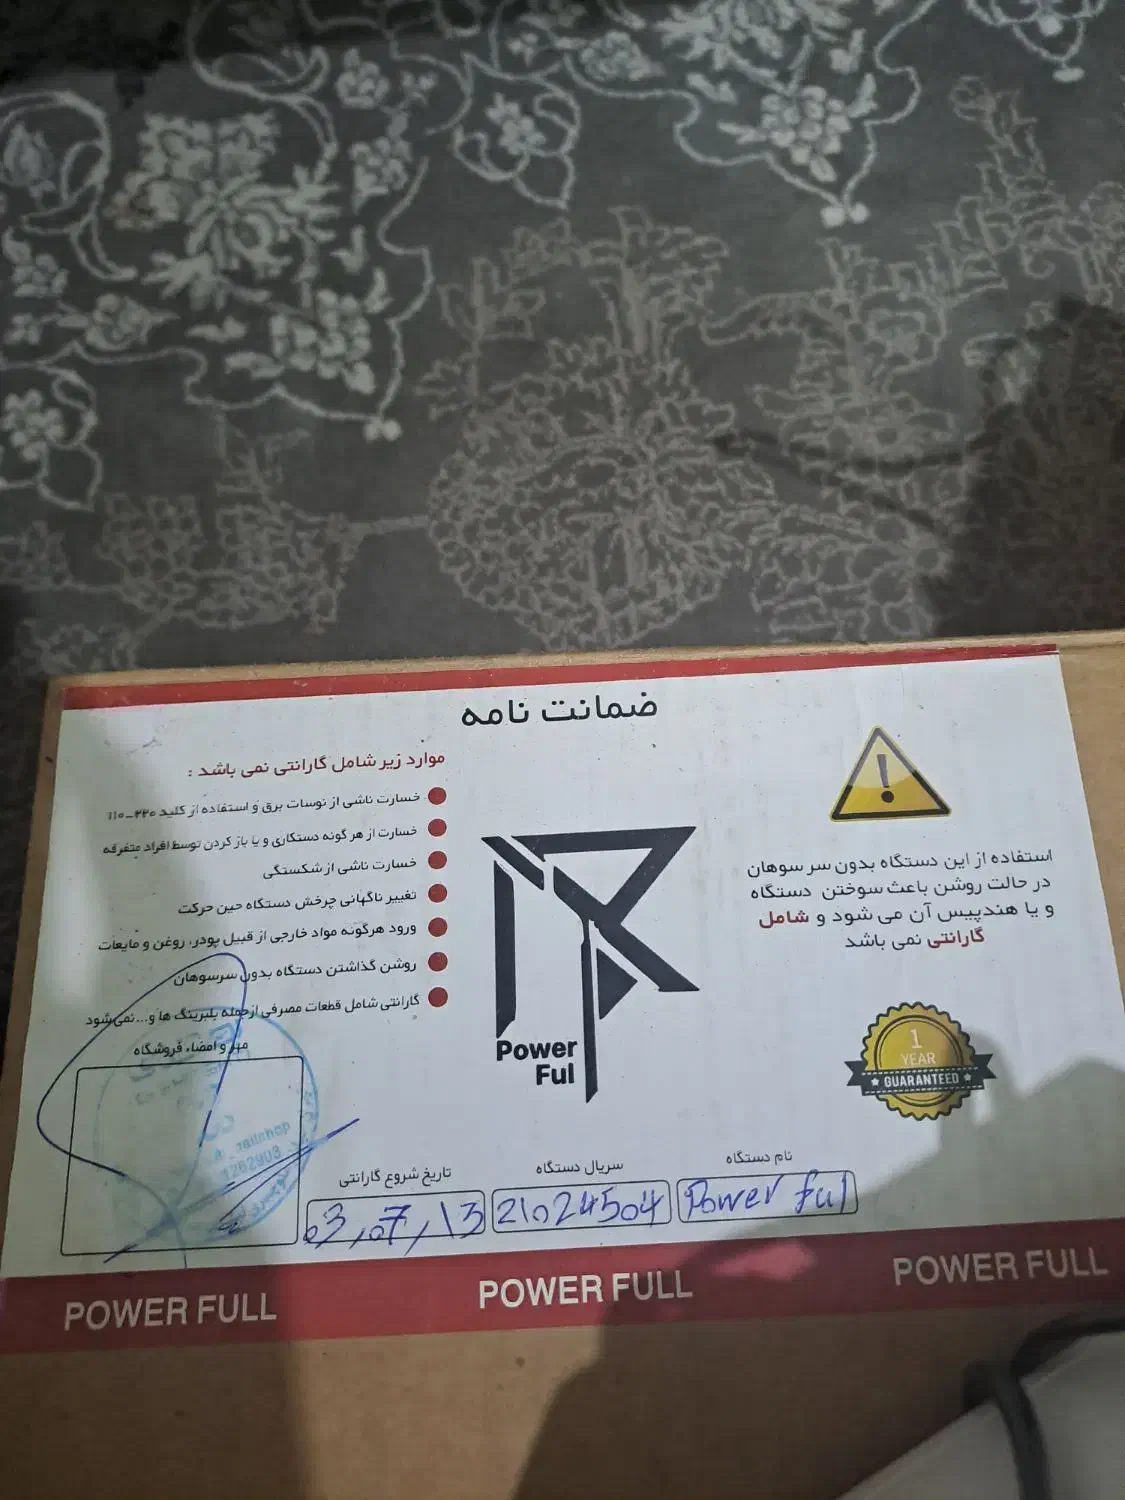 ضمانت نامه
استفاده از این دستگاه بدون سر سوهان
در حالت روشن باعث سوختن دستگاه
و یا هندپیس آن می شود و شامل
گارانتی نمی باشد
1
YEAR
GUARANTEED
Power
Ful
موارد زیر شامل گارانتی نمی باشد :
خسارت ناشی از نوسات برق و استفاده از کلید ۲۲۰-۱۱۰
خسارت از هر گونه دستکاری و یا باز کردن توسط افراد متفرقه
خسارت ناشی از شکستگی
تغییر ناگهانی چرخش دستگاه حین حرکت
ورود هرگونه مواد خارجی از قبیل پودر، روغن و مایعات
روشن گذاشتن دستگاه بدون سرسوهان
گارانتی شامل قطعات مصرفی ازجمله بلبرینگ ها و...نمی‌شود
مهر و امضاء فروشگاه
نام دستگاه
Power ful
سریال دستگاه
21024504
تاریخ شروع گارانتی
03,07,13
POWER FULL
POWER FULL
POWER FULL